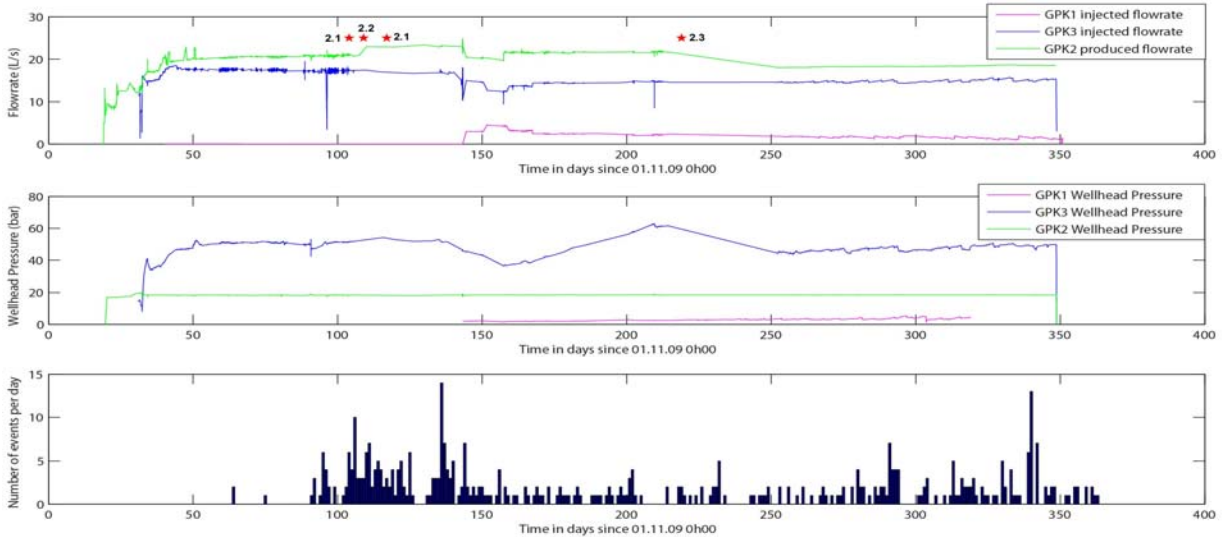 30
20
10
0
Flowrate (L/s)
2.1
2.2
2.1
2.3
GPK1 injected flowrate
GPK3 injected flowrate
GPK2 produced flowrate
0 50 100 150 200 250 300 350 400
Time in days since 01.11.09 0h00
80
60
40
20
0
Wellhead Pressure (bar)
GPK1 Wellhead Pressure
GPK3 Wellhead Pressure
GPK2 Wellhead Pressure
0 50 100 150 200 250 300 350 400
Time in days since 01.11.09 0h00
15
10
5
0
Number of events per day
0 50 100 150 200 250 300 350 400
Time in days since 01.11.09 0h00